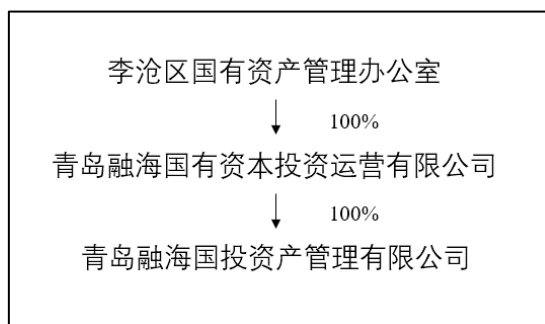 李沧区国有资产管理办公室
100%
青岛融海国有资本投资运营有限公司
100%
青岛融海国投资产管理有限公司